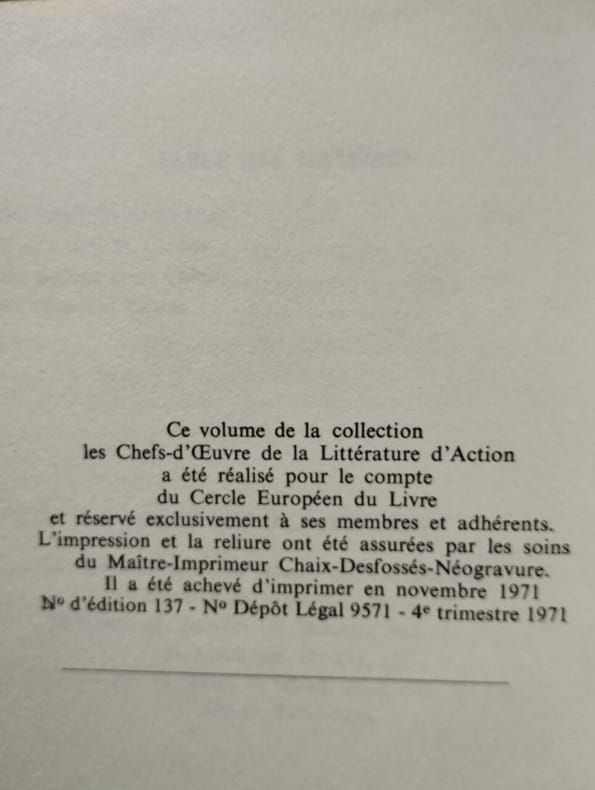 Ce volume de la collection
les Chefs-d'Œuvre de la Littérature d'Action
a été réalisé pour le compte
du Cercle Européen du Livre
et réservé exclusivement à ses membres et adhérents.
L'impression et la reliure ont été assurées par les soins
du Maître-Imprimeur Chaix-Desfossés-Néogravure.
Il a été achevé d'imprimer en novembre 1971
Nº d'édition 137 - Nº Dépôt Légal 9571 - 4e trimestre 1971